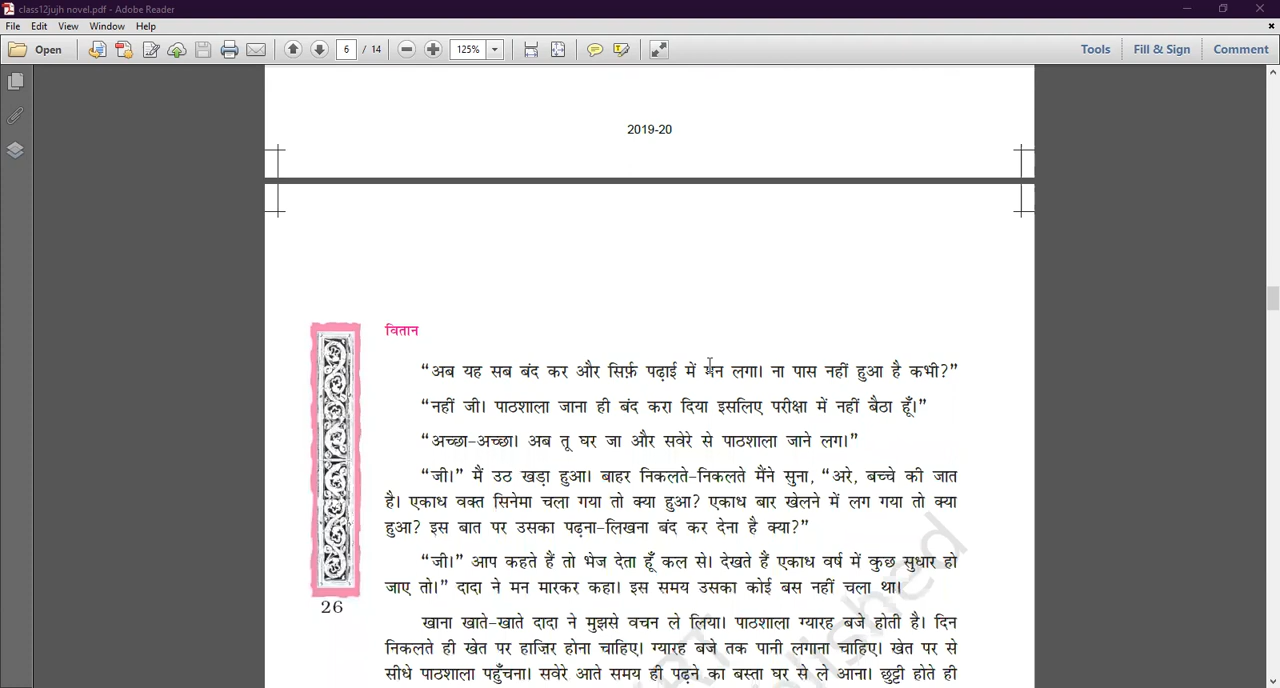 class12jujh novel.pdf - Adobe Reader
File Edit View Window Help
Open 6 / 14 125% Tools Fill & Sign Comment
2019-20
वितान
“अब यह सब बंद कर और सिर्फ़ पढ़ाई में मन लगा। ना पास नहीं हुआ है कभी?”
“नहीं जी। पाठशाला जाना ही बंद करा दिया इसलिए परीक्षा में नहीं बैठा हूँ।”
“अच्छा-अच्छा। अब तू घर जा और सवेरे से पाठशाला जाने लग।”
“जी।” मैं उठ खड़ा हुआ। बाहर निकलते-निकलते मैंने सुना, “अरे, बच्चे की जात
है। एकाध वक्त सिनेमा चला गया तो क्या हुआ? एकाध बार खेलने में लग गया तो क्या
हुआ? इस बात पर उसका पढ़ना-लिखना बंद कर देना है क्या?”
“जी।” आप कहते हैं तो भेज देता हूँ कल से। देखते हैं एकाध वर्ष में कुछ सुधार हो
जाए तो।” दादा ने मन मारकर कहा। इस समय उसका कोई बस नहीं चला था।
26
खाना खाते-खाते दादा ने मुझसे वचन ले लिया। पाठशाला ग्यारह बजे होती है। दिन
निकलते ही खेत पर हाज़िर होना चाहिए। ग्यारह बजे तक पानी लगाना चाहिए। खेत पर से
सीधे पाठशाला पहुँचना। सवेरे आते समय ही पढ़ने का बस्ता घर से ले आना। छुट्टी होते ही